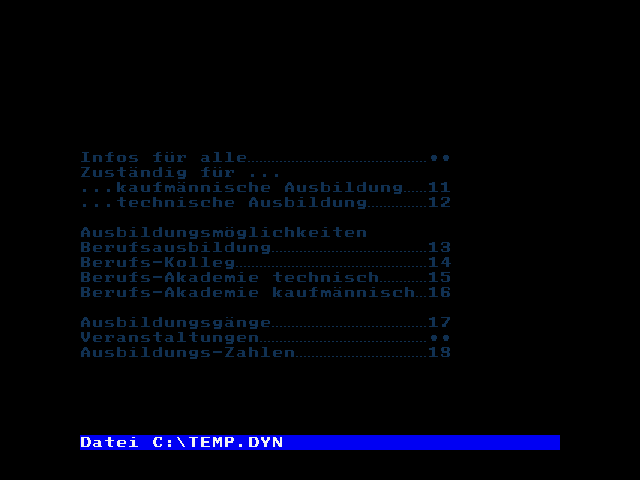 Infos für alle..............................••
Zuständig für ...
...kaufmännische Ausbildung....11
...technische Ausbildung..........12
Ausbildungsmöglichkeiten
Berufsausbildung..........................13
Berufs-Kolleg................................14
Berufs-Akademie technisch........15
Berufs-Akademie kaufmännisch..16
Ausbildungsgänge..........................17
Veranstaltungen............................••
Ausbildungs-Zahlen......................18
Datei C:\TEMP.DYN